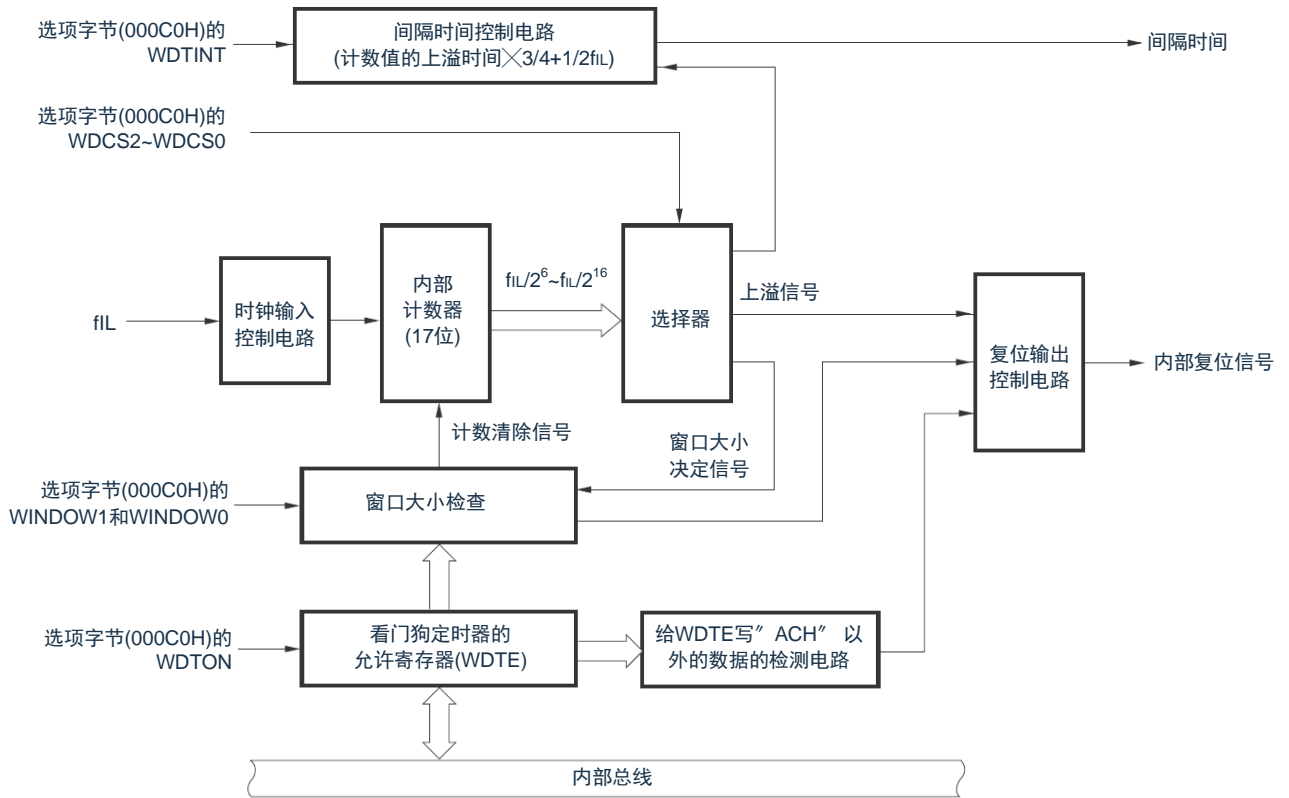 选项字节(000C0H)的
WDTINT
间隔时间控制电路
(计数值的上溢时间╳3/4+1/2fIL)
间隔时间
选项字节(000C0H)的
WDCS2~WDCS0
fIL
时钟输入
控制电路
内部
计数器
(17位)
fIL/2⁶~fIL/2¹⁶
选择器
上溢信号
复位输出
控制电路
内部复位信号
计数清除信号
窗口大小
决定信号
选项字节(000C0H)的
WINDOW1和WINDOW0
窗口大小检查
选项字节(000C0H)的
WDTON
看门狗定时器的
允许寄存器(WDTE)
给WDTE写″ ACH″ 以
外的数据的检测电路
内部总线